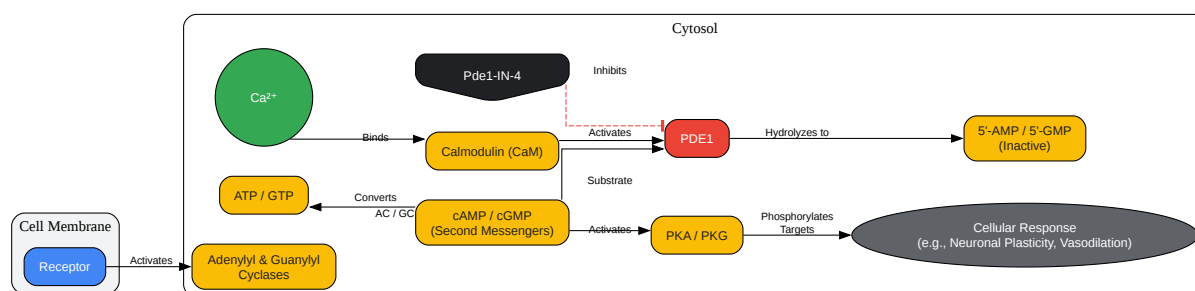 Cytosol
Ca²⁺
Pde1-IN-4
Inhibits
Binds
Calmodulin (CaM)
Activates
PDE1
Hydrolyzes to
5'-AMP / 5'-GMP
(Inactive)
Substrate
ATP / GTP
Converts
AC / GC
cAMP / cGMP
(Second Messengers)
Activates
PKA / PKG
Phosphorylates
Targets
Cellular Response
(e.g., Neuronal Plasticity, Vasodilation)
Cell Membrane
Receptor
Activates
Adenylyl & Guanylyl
Cyclases